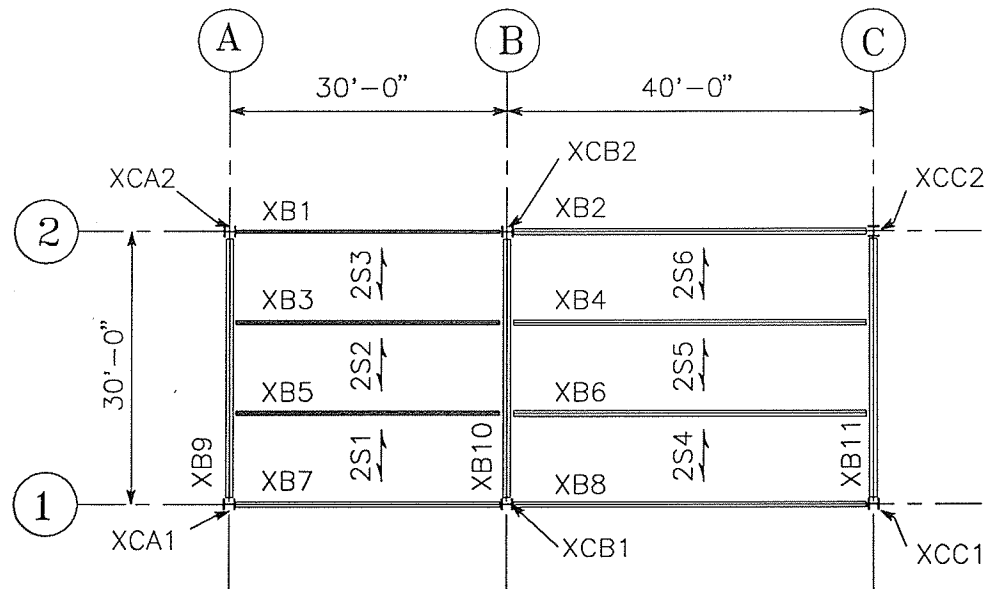 A
B
C
30'-0"
40'-0"
XCA2
XCB2
XCC2
2
XB1
XB2
2S3
2S6
XB3
XB4
30'-0"
2S2
2S5
XB5
XB6
XB9
2S1
XB10
2S4
XB11
XB7
XB8
1
XCA1
XCB1
XCC1